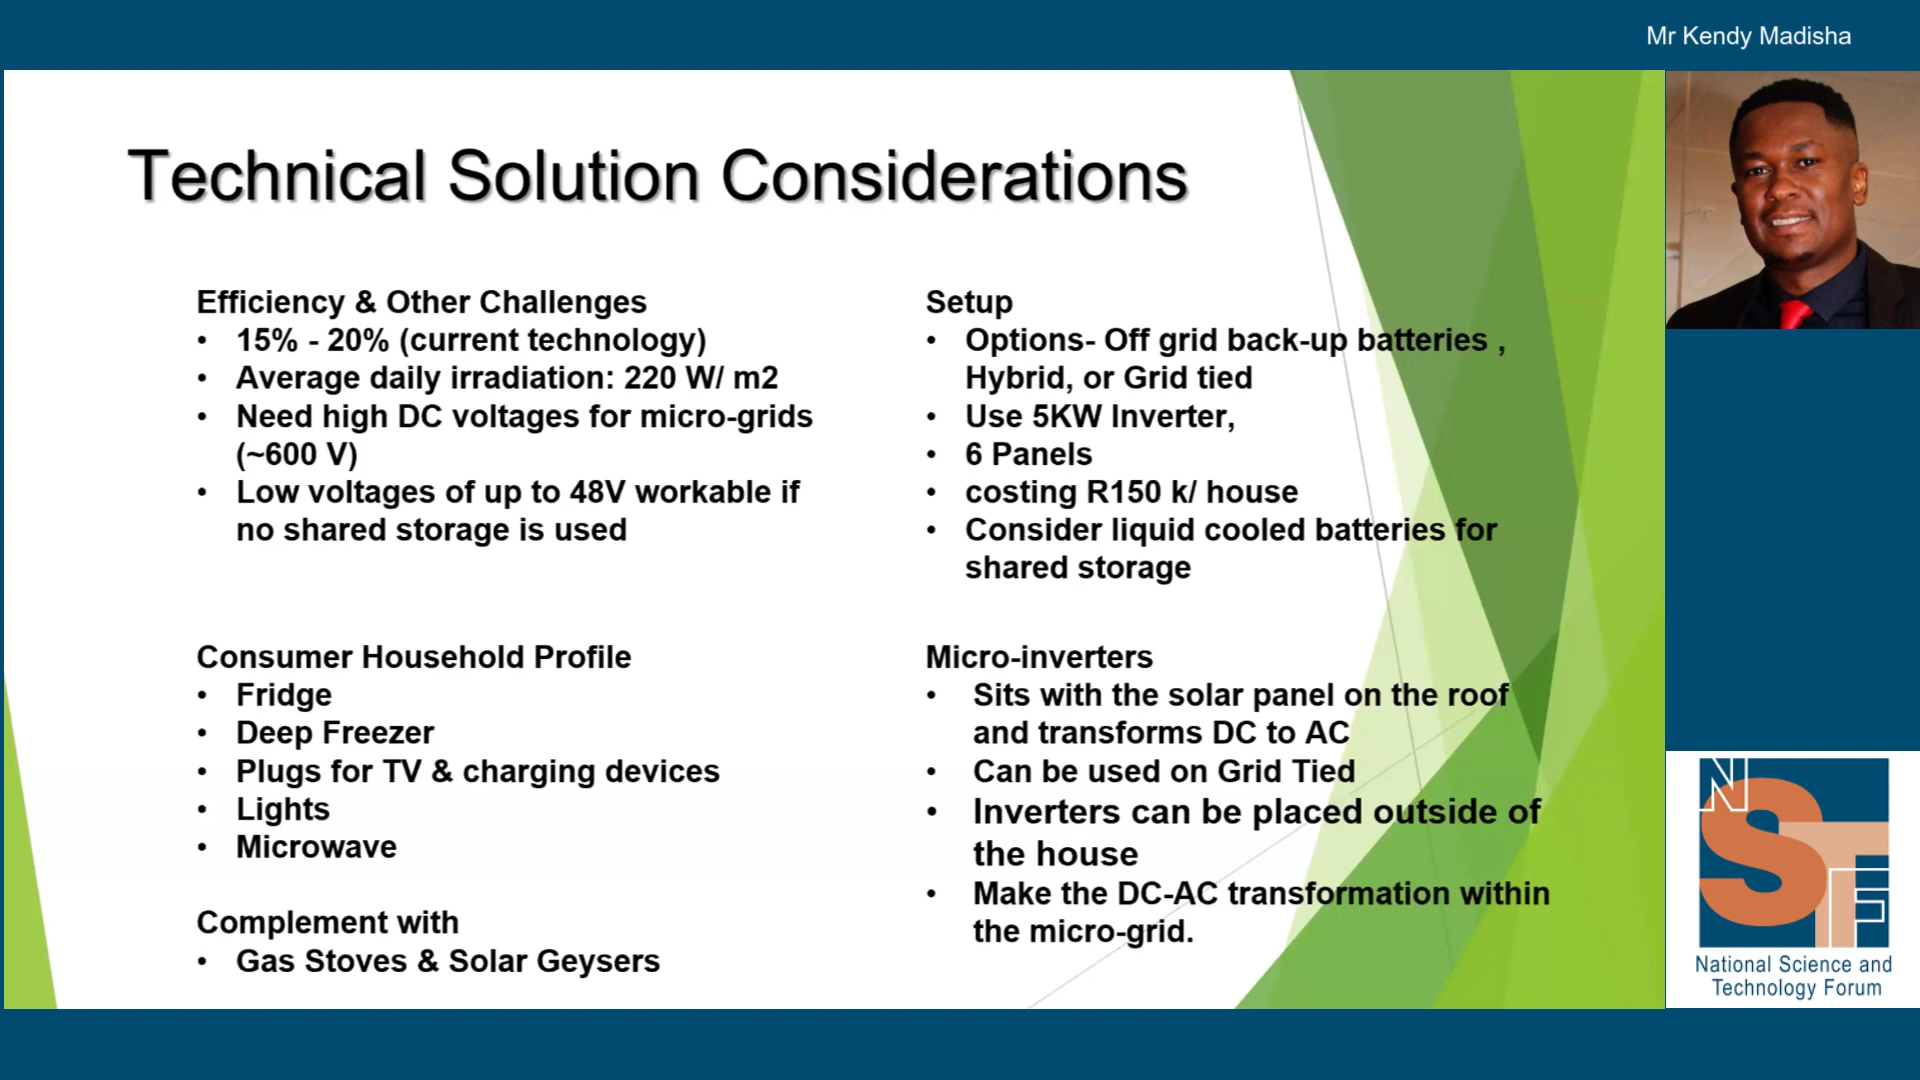 Mr Kendy Madisha
Technical Solution Considerations
Efficiency & Other Challenges
• 15% - 20% (current technology)
• Average daily irradiation: 220 W/ m2
• Need high DC voltages for micro-grids
(~600 V)
• Low voltages of up to 48V workable if
no shared storage is used
Consumer Household Profile
• Fridge
• Deep Freezer
• Plugs for TV & charging devices
• Lights
• Microwave
Complement with
• Gas Stoves & Solar Geysers
Setup
• Options- Off grid back-up batteries ,
Hybrid, or Grid tied
• Use 5KW Inverter,
• 6 Panels
• costing R150 k/ house
• Consider liquid cooled batteries for
shared storage
Micro-inverters
• Sits with the solar panel on the roof
and transforms DC to AC
• Can be used on Grid Tied
• Inverters can be placed outside of
the house
• Make the DC-AC transformation within
the micro-grid.
NSTF
National Science and
Technology Forum